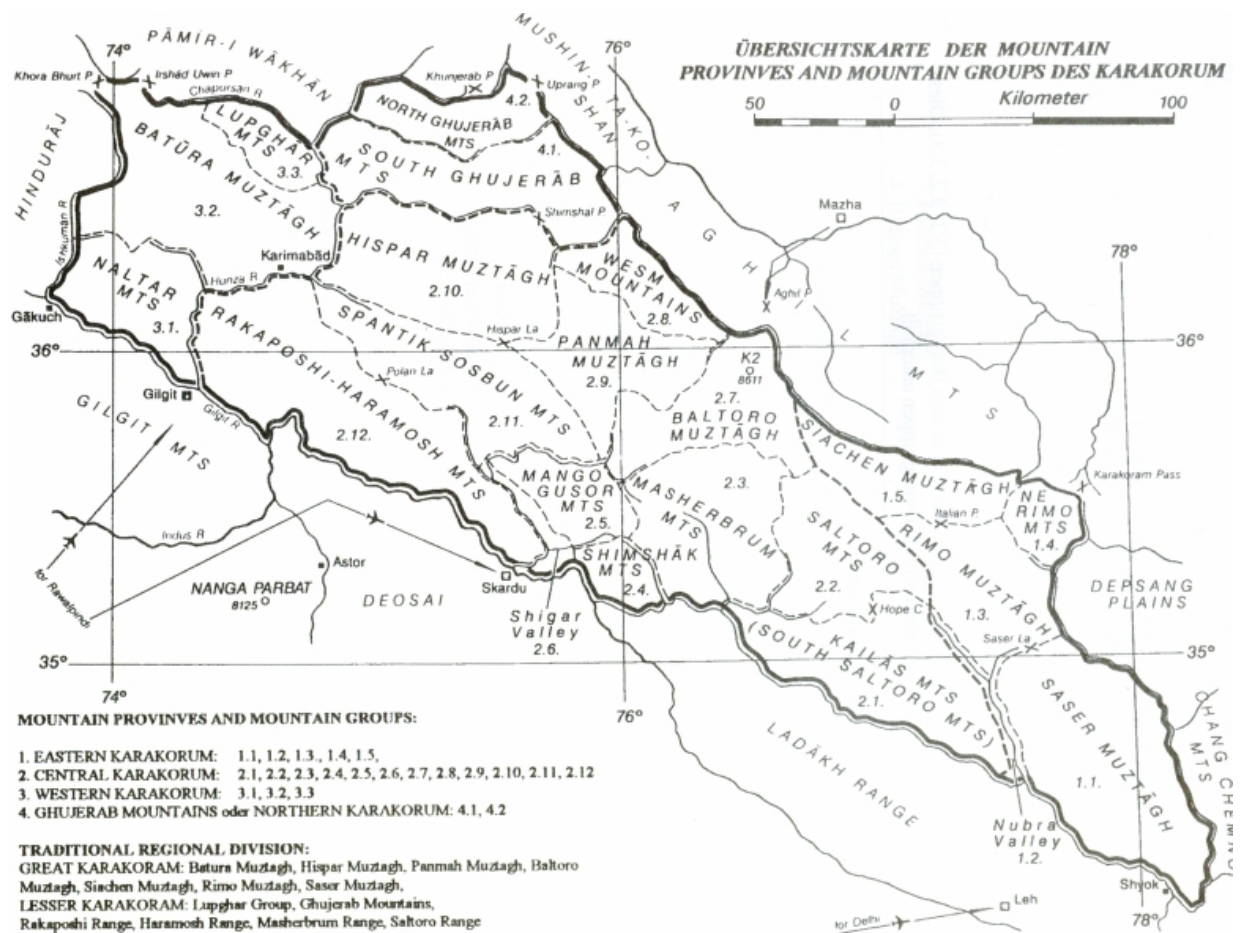 ÜBERSICHTSKARTE DER MOUNTAIN
PROVINVES AND MOUNTAIN GROUPS DES KARAKORUM
Kilometer
50 0 100
74°
76°
PĀMIR-I WĀKHĀN
MUSHIN-P
SHAN
TA KO-
Khora Bhurt P
Irshād Uwin P
Chapursan R
Khunjerab P
Uprang P
4.2.
NORTH GHUJERĀB
MTS
4.1.
LUPGHAR
MTS
3.3.
SOUTH GHUJERĀB
MTS
HINDURĀJ
Ishkuman R
BATŪRA MUZTĀGH
3.2.
Shimshal P.
AGHIL MTS
Mazha
78°
Karimabād
Hunza R
HISPAR MUZTĀGH
2.10.
WESM
MOUNTAINS
2.8.
Aghil P
NALTAR
MTS
3.1.
Gākuch
36°
36°
Hispar La
PANMAH
MUZTĀGH
2.9.
K2
8611
SPANTIK SOSBUN MTS
2.11.
Polan La
RAKAPOSHI-HARAMOSH MTS
2.12.
Gilgit
Gilgit R
GILGIT MTS
2.7.
BALTORO
MUZTĀGH
SIACHEN MUZTĀGH
1.5.
Karakoram Pass
MANGO
GUSOR
MTS
2.5.
MASHERBRUM
MTS
2.3.
Italian P.
NE
RIMO
MTS
1.4.
SALTORO
MTS
2.2.
RIMO MUZTĀGH
1.3.
Indus R
for Rawalpindi
Astor
NANGA PARBAT
8125
DEOSAI
Skardu
SHIMSHĀK
MTS
2.4.
Shigar
Valley
2.6.
DEPSANG
PLAINS
Hope C.
Saser La
KAILĀS MTS
(SOUTH SALTORO MTS)
2.1.
35°
35°
74°
76°
SASER MUZTĀGH
1.1.
CHANG CHEMNO
MTS
LADĀKH RANGE
Nubra
Valley
1.2.
Shyok
78°
Leh
for Delhi
MOUNTAIN PROVINVES AND MOUNTAIN GROUPS:
1. EASTERN KARAKORUM: 1.1, 1.2, 1.3., 1.4, 1.5,
2. CENTRAL KARAKORUM: 2.1, 2.2, 2.3, 2.4, 2.5, 2.6, 2.7, 2.8, 2.9, 2.10, 2.11, 2.12
3. WESTERN KARAKORUM: 3.1, 3.2, 3.3
4. GHUJERAB MOUNTAINS oder NORTHERN KARAKORUM: 4.1, 4.2
TRADITIONAL REGIONAL DIVISION:
GREAT KARAKORAM: Batura Muztagh, Hispar Muztagh, Panmah Muztagh, Baltoro
Muztagh, Siachen Muztagh, Rimo Muztagh, Saser Muztagh,
LESSER KARAKORAM: Lupghar Group, Ghujerab Mountains,
Rakaposhi Range, Haramosh Range, Masherbrum Range, Saltoro Range